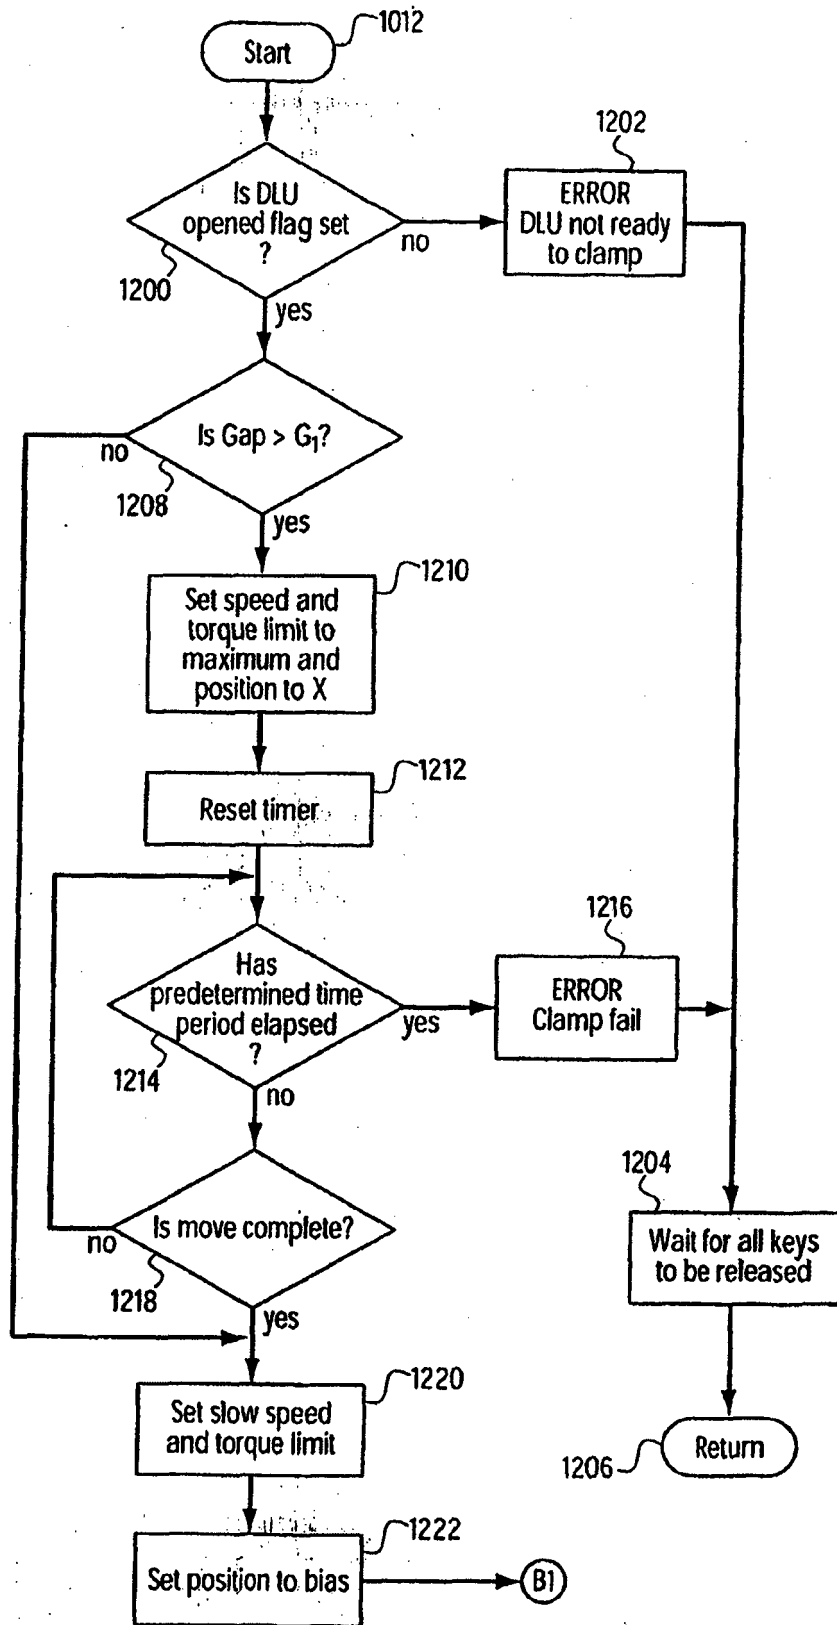 1012
Start
1202
Is DLU
opened flag set
?
no
ERROR
DLU not ready
to clamp
1200
yes
Is Gap > G1?
no
1208
yes
1210
Set speed and
torque limit to
maximum and
position to X
1212
Reset timer
1216
Has
predetermined time
period elapsed
?
yes
ERROR
Clamp fail
1214
no
1204
Is move complete?
no
Wait for all keys
to be released
1218
yes
1220
Set slow speed
and torque limit
Return
1206
1222
Set position to bias
B1